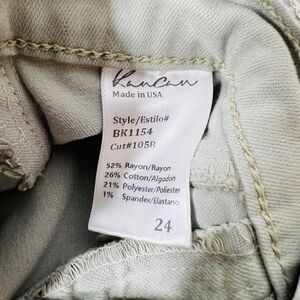 KanCan
Made in USA
Style/Estilo#
BK1154
Cut#1058
52% Rayon/Rayon
26% Cotton/Algodon
21% Polyester/Poliester
1% Spandex/Elastano
24